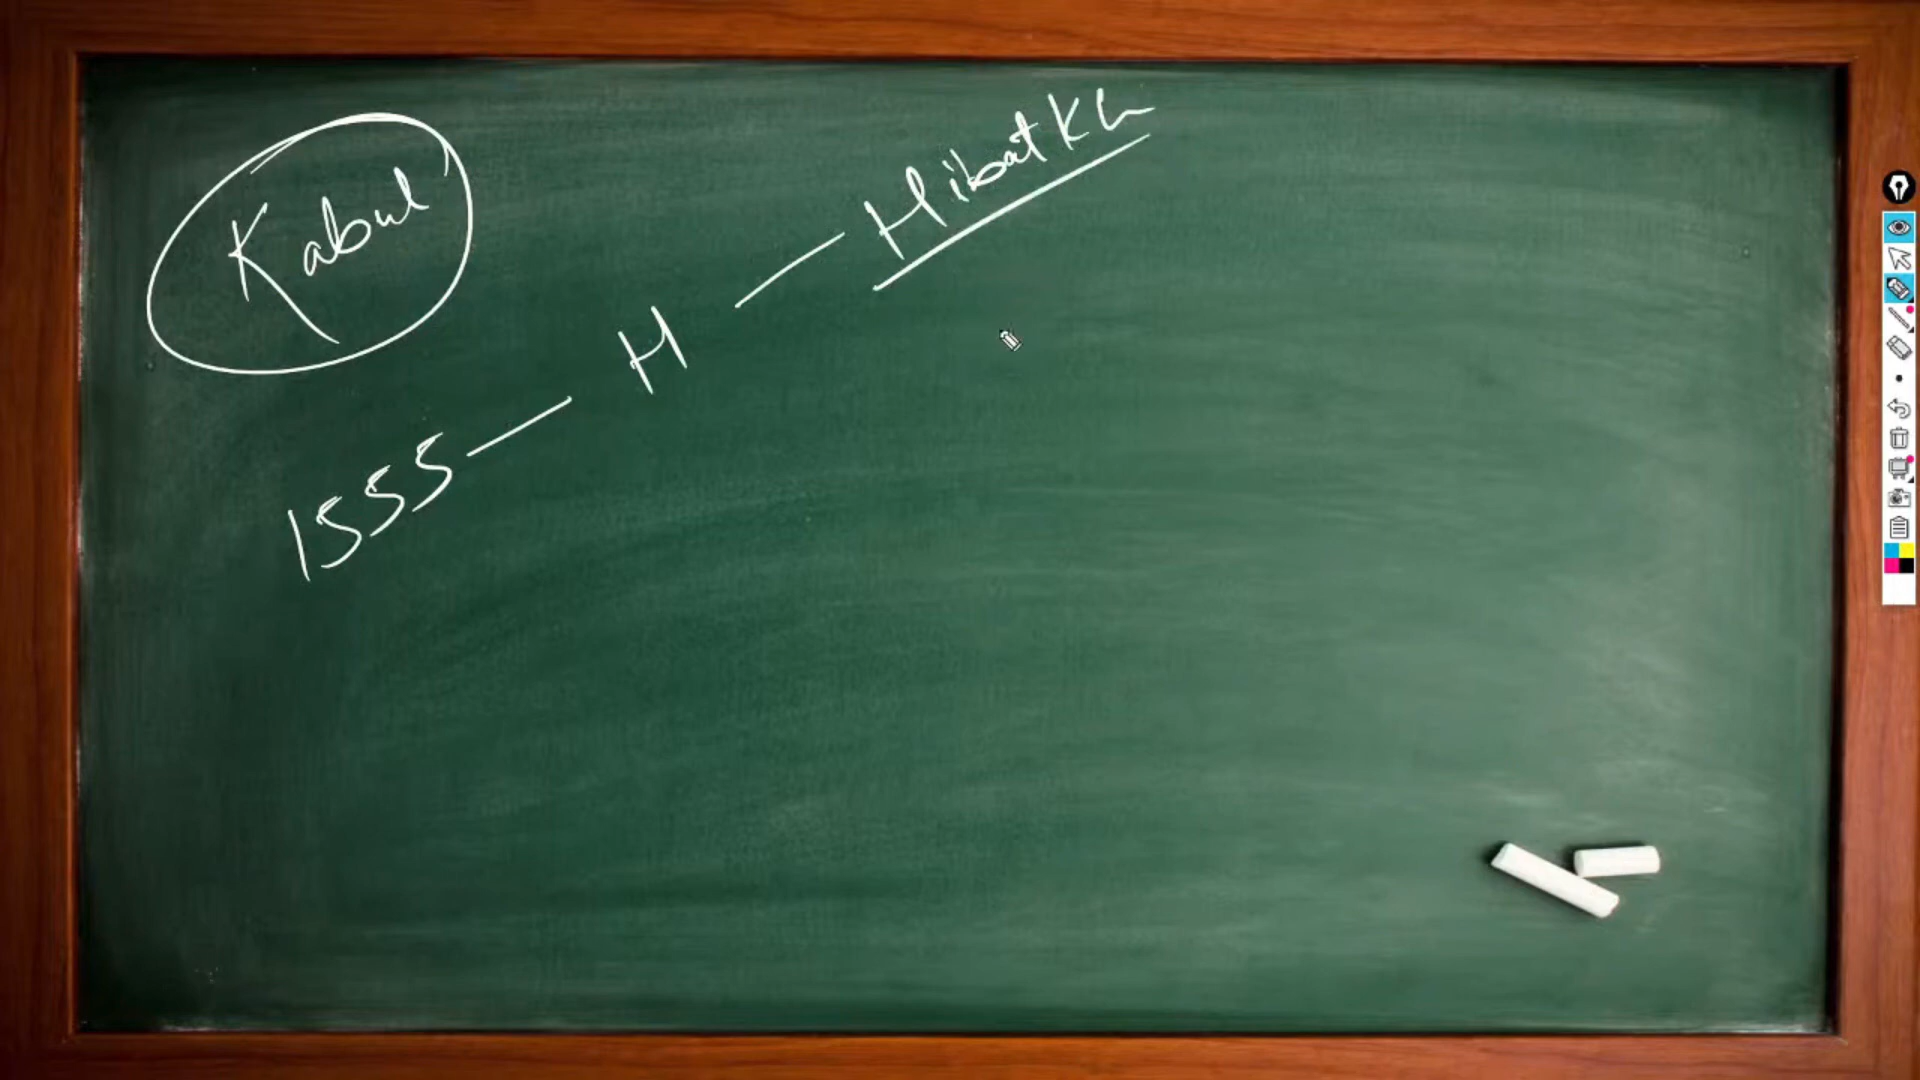 Kabul
1555 — H — Hibat Kh